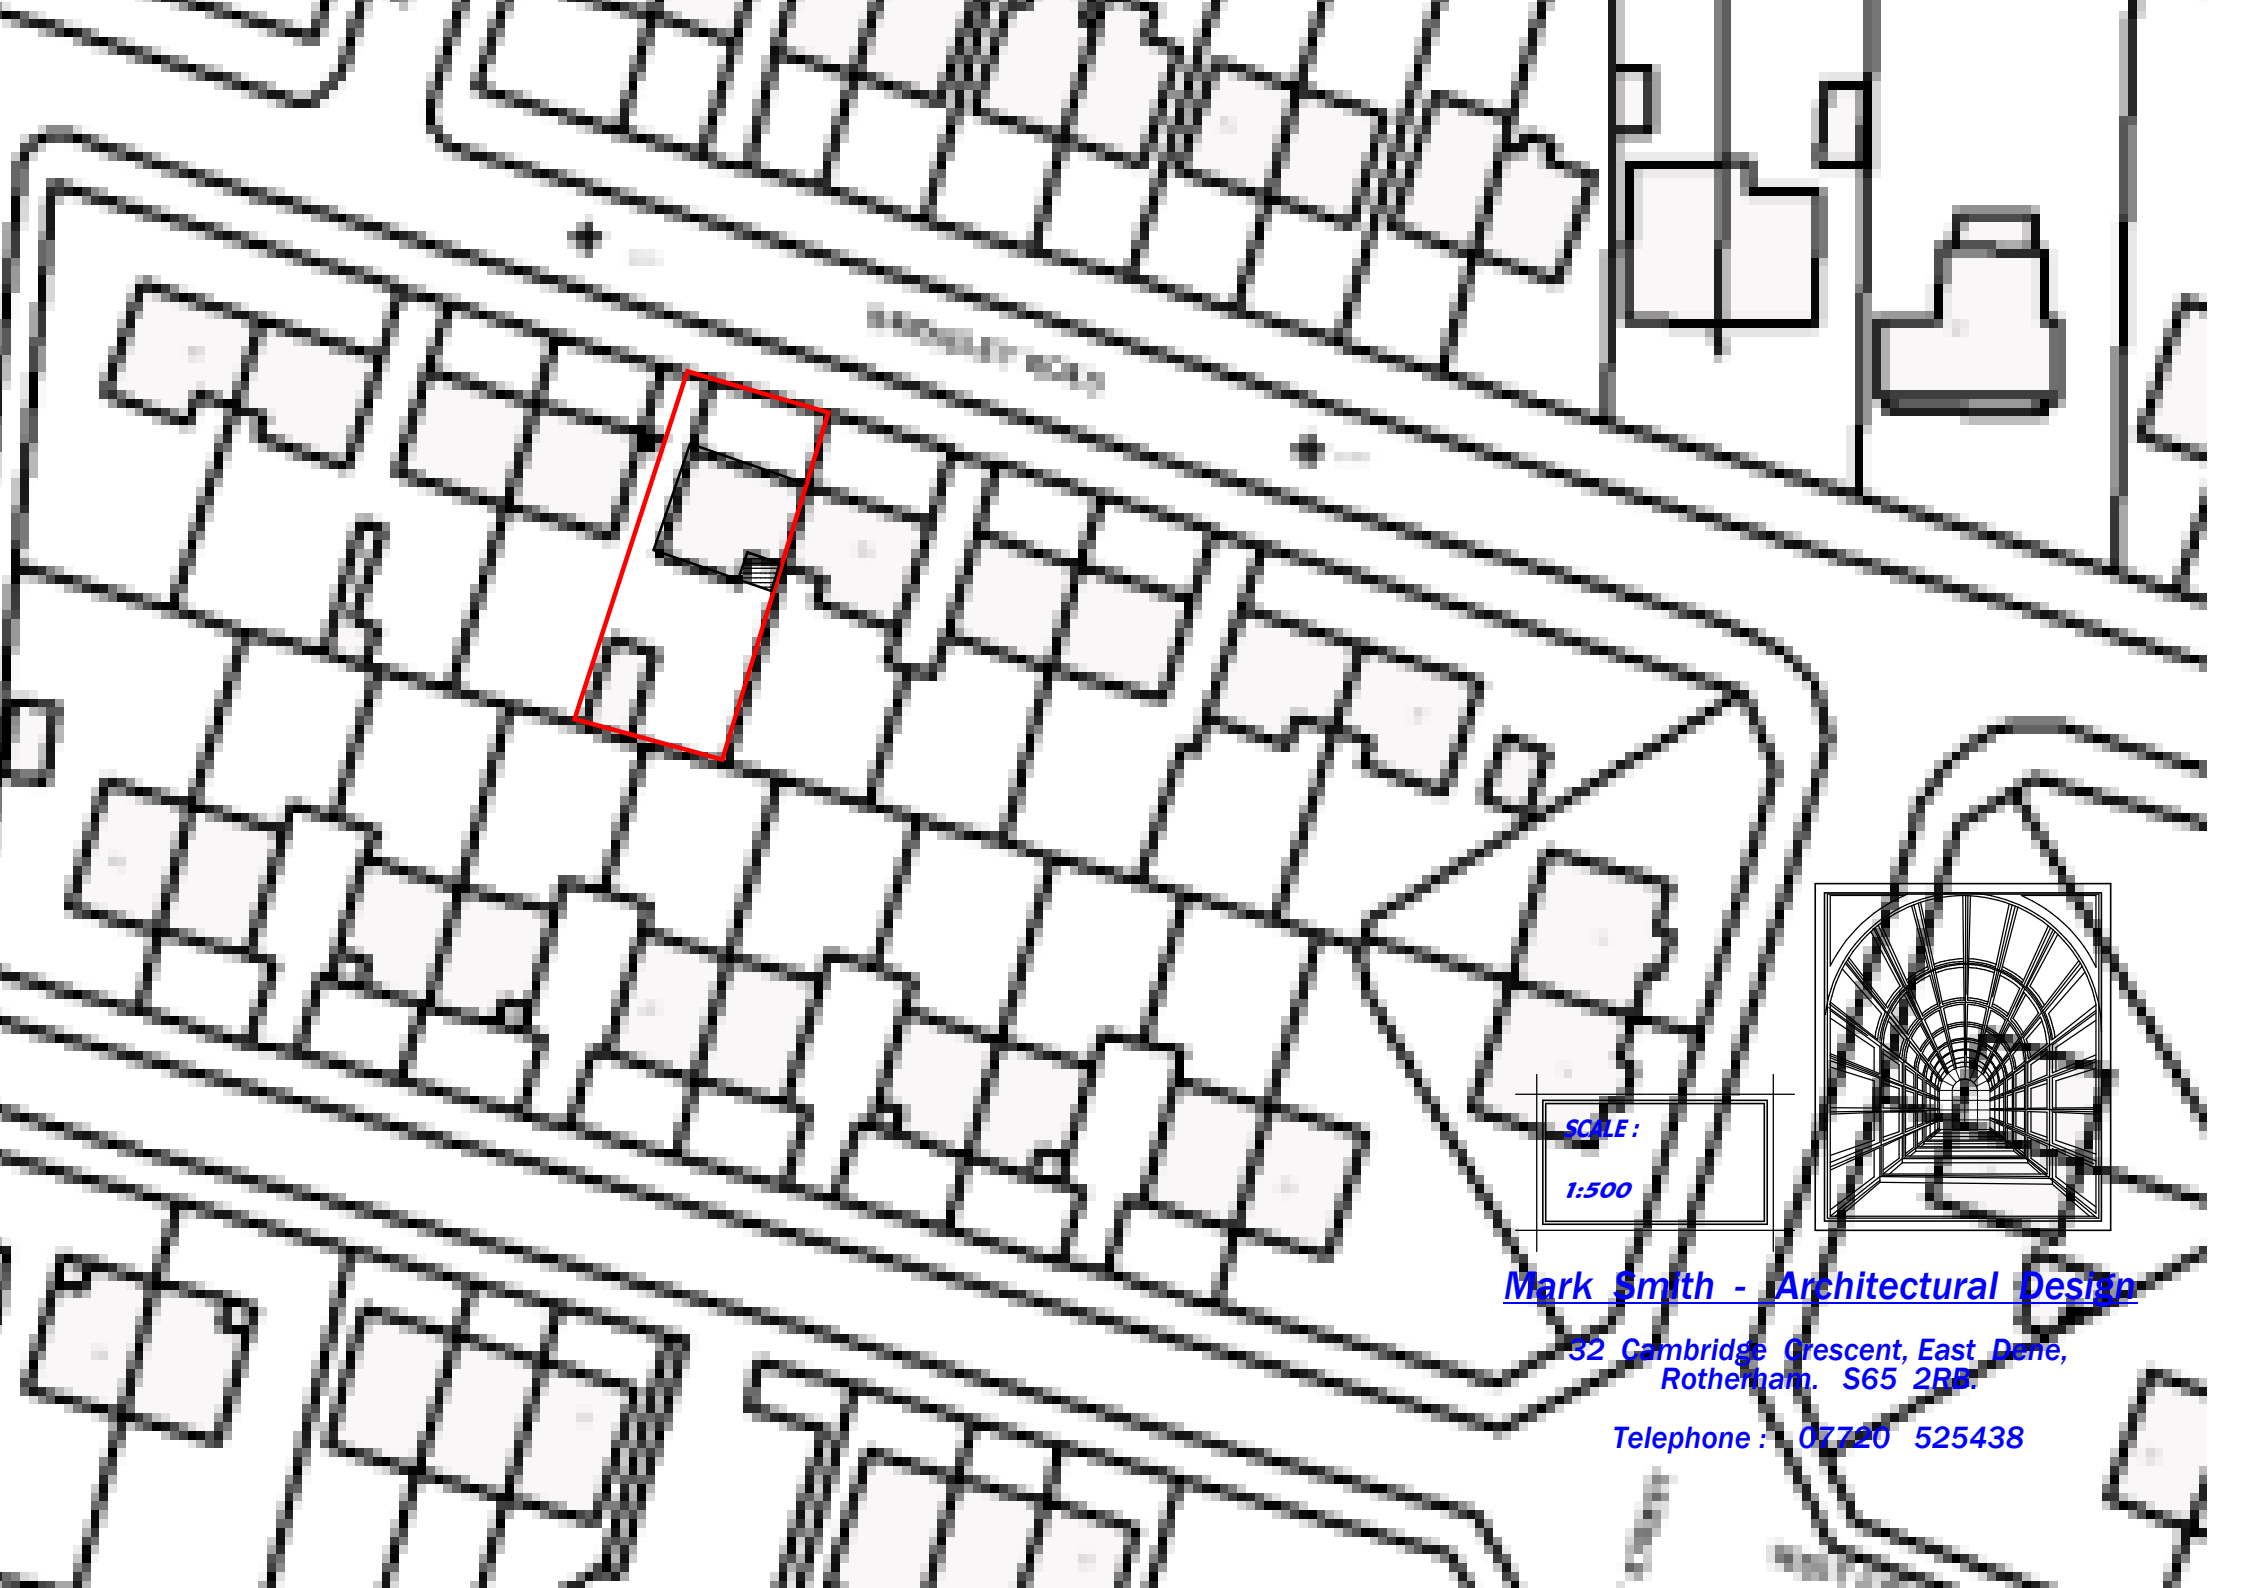 SCALE :
1:500
Mark Smith - Architectural Design
32 Cambridge Crescent, East Dene,
Rotherham. S65 2RB.
Telephone : 07720 525438